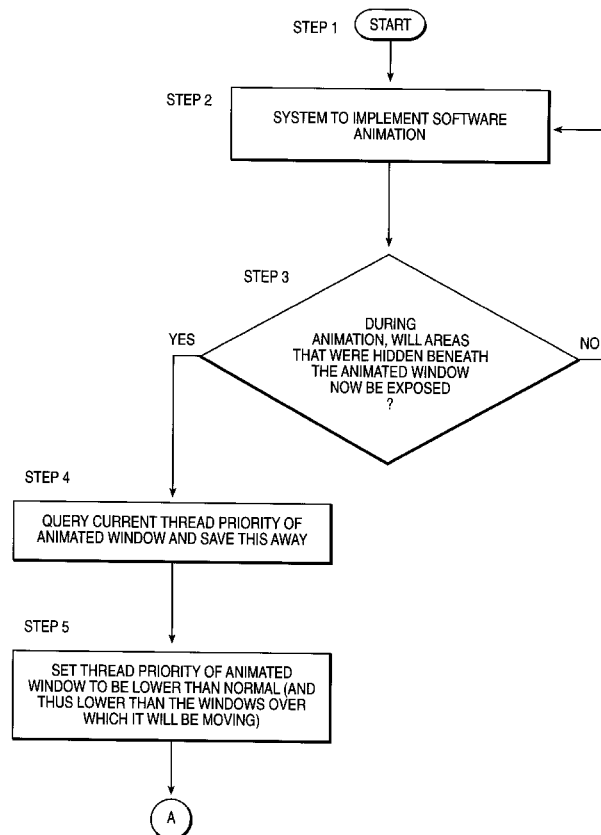 STEP 1
START
STEP 2
SYSTEM TO IMPLEMENT SOFTWARE
ANIMATION
STEP 3
DURING
ANIMATION, WILL AREAS
THAT WERE HIDDEN BENEATH
THE ANIMATED WINDOW
NOW BE EXPOSED
?
YES
NO
STEP 4
QUERY CURRENT THREAD PRIORITY OF
ANIMATED WINDOW AND SAVE THIS AWAY
STEP 5
SET THREAD PRIORITY OF ANIMATED
WINDOW TO BE LOWER THAN NORMAL (AND
THUS LOWER THAN THE WINDOWS OVER
WHICH IT WILL BE MOVING)
A